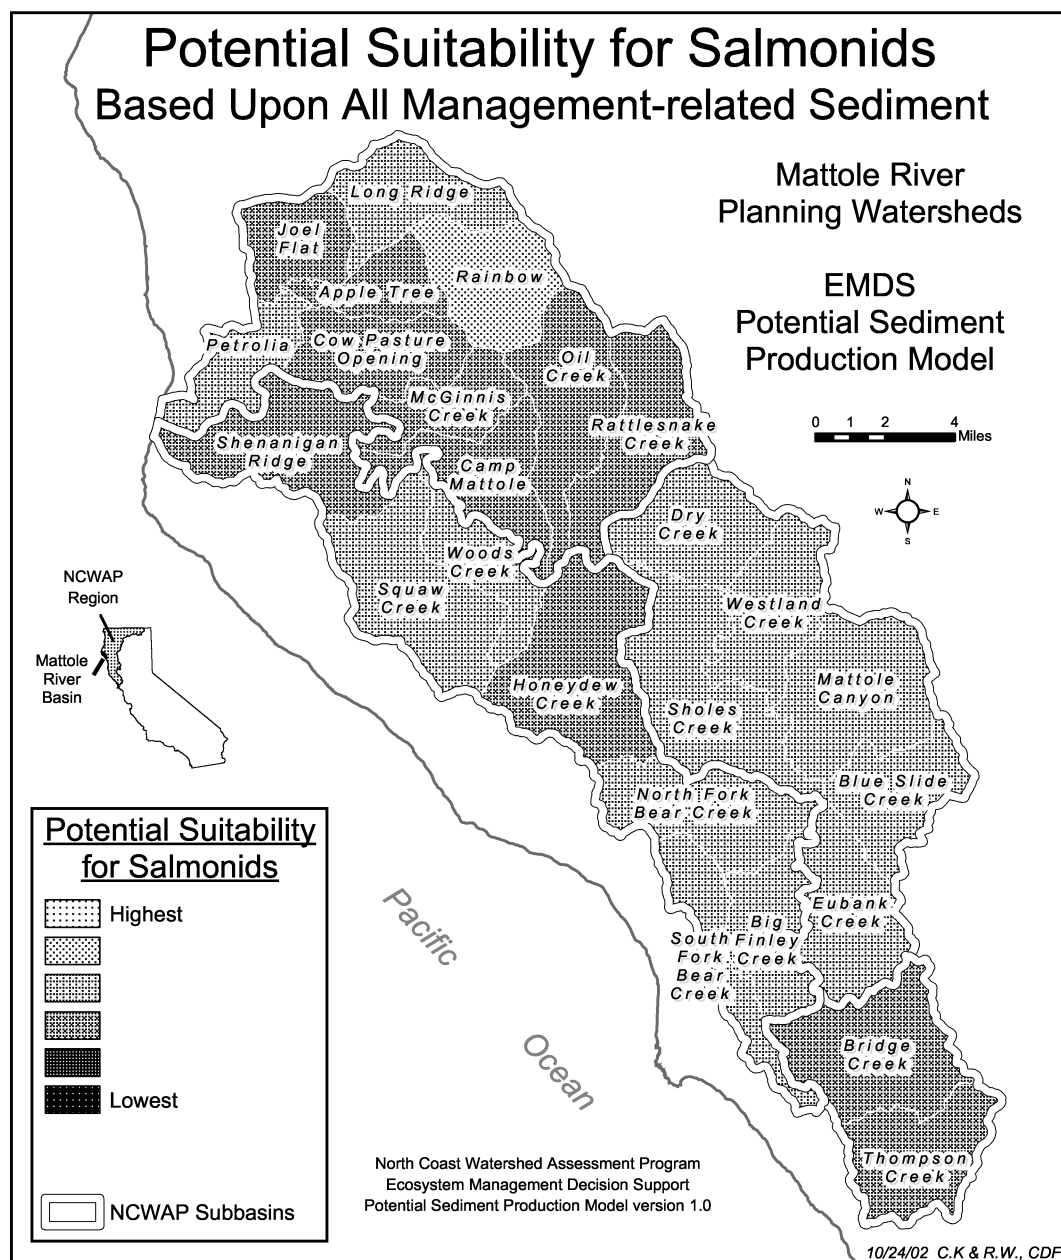 Potential Suitability for Salmonids
Based Upon All Management-related Sediment
Mattole River
Planning Watersheds
EMDS
Potential Sediment
Production Model
0 1 2 4
Miles
N
W E
S
Long Ridge
Joel
Flat
Rainbow
Apple Tree
Petrolia
Cow Pasture
Opening
Oil
Creek
McGinnis
Creek
Rattlesnake
Creek
Shenanigan
Ridge
Camp
Mattole
Dry
Creek
Woods
Creek
Squaw
Creek
Westland
Creek
Honeydew
Creek
Mattole
Canyon
Sholes
Creek
Blue Slide
Creek
North Fork
Bear Creek
Eubank
Creek
Big
Finley
Creek
South
Fork
Bear
Creek
Bridge
Creek
Thompson
Creek
NCWAP
Region
Mattole
River
Basin
Pacific
Ocean
Potential Suitability
for Salmonids
Highest
Lowest
NCWAP Subbasins
North Coast Watershed Assessment Program
Ecosystem Management Decision Support
Potential Sediment Production Model version 1.0
10/24/02 C.K & R.W., CDF